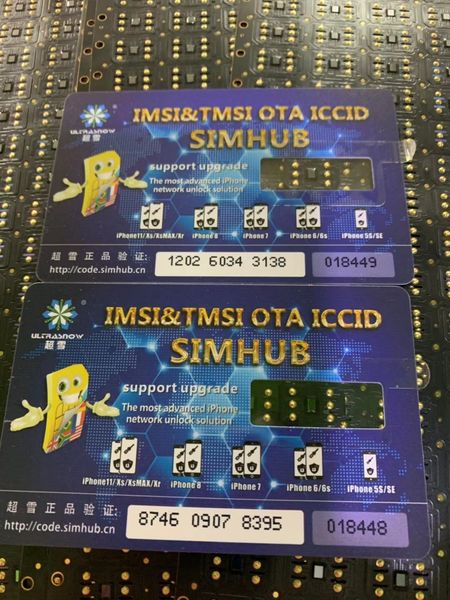 IMSI&TMSI OTA ICCID
SIMHUB
ULTRASNOW
超雪
support upgrade
The most advanced iPhone
network unlock solution
iPhone11/Xs/XsMAX/Xr
iPhone 8
iPhone 7
iPhone 6/6s
iPhone 5S/SE
超雪正品验证:
http://code.simhub.cn
1202 6034 3138
018449
IMSI&TMSI OTA ICCID
SIMHUB
ULTRASNOW
超雪
support upgrade
The most advanced iPhone
network unlock solution
iPhone11/Xs/XsMAX/Xr
iPhone 8
iPhone 7
iPhone 6/6s
iPhone 5S/SE
超雪正品验证:
http://code.simhub.cn
8746 0907 8395
018448